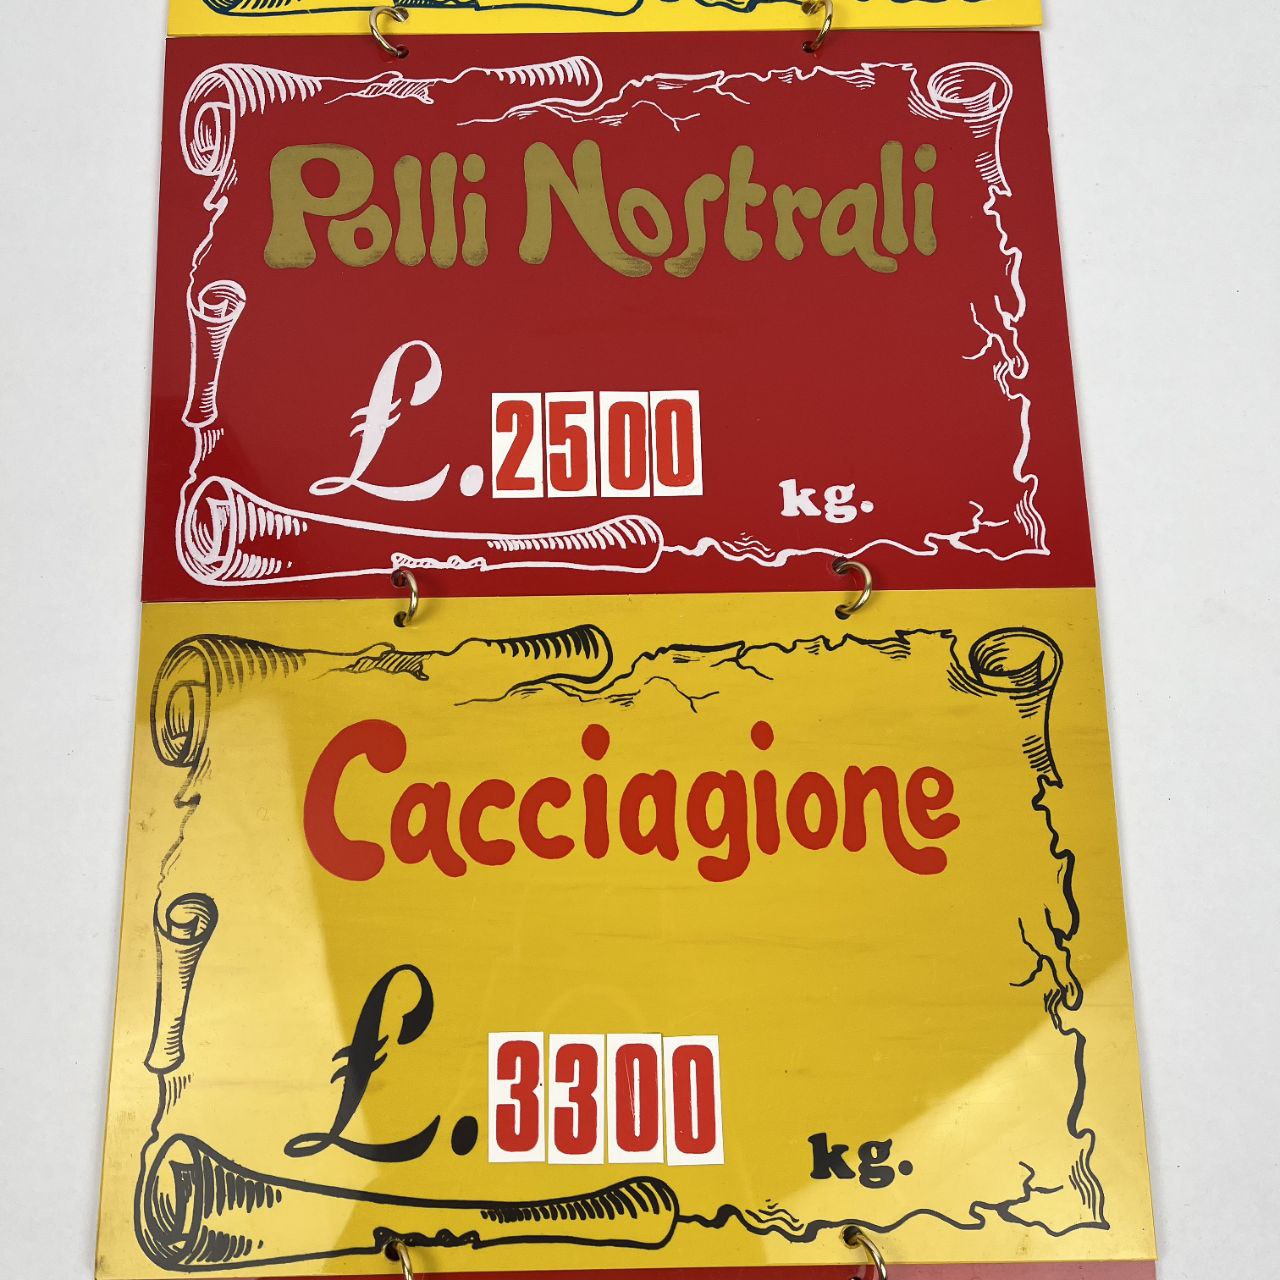 Polli Nostrali
£. 2500 kg.
Cacciagione
£. 3300 kg.